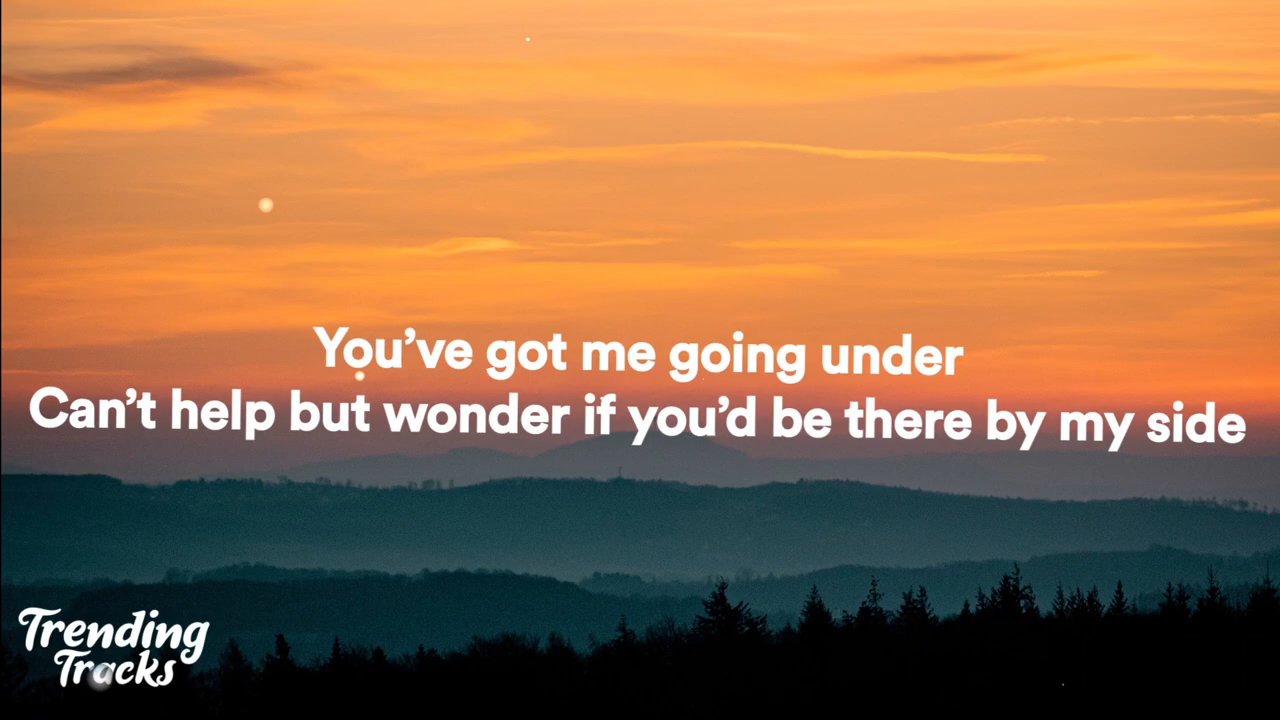 You’ve got me going under
Can’t help but wonder if you’d be there by my side
Trending
Tracks